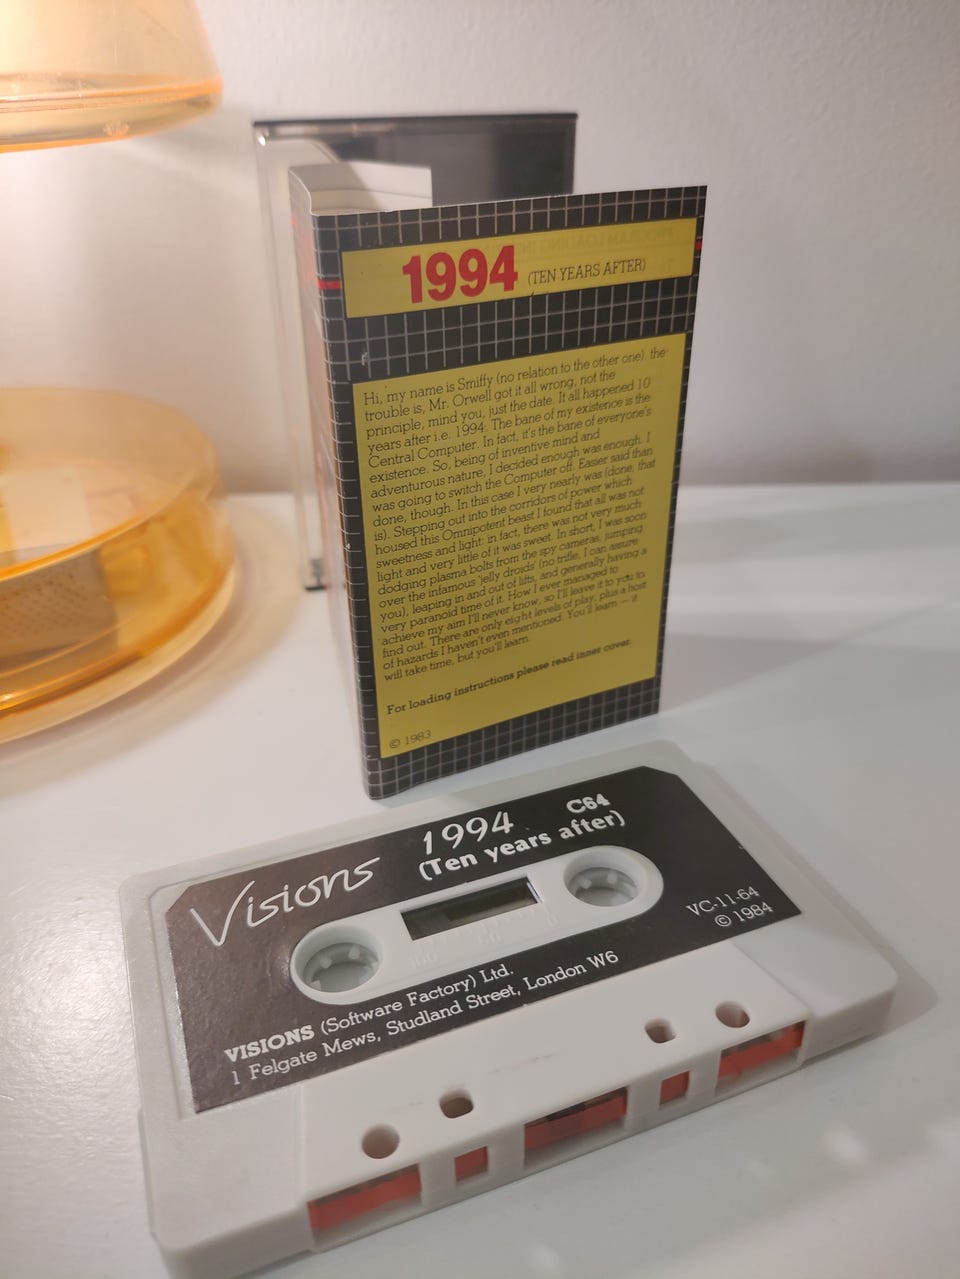 1994 (TEN YEARS AFTER)
Hi, my name is Smiffy (no relation to the other one). the
trouble is, Mr. Orwell got it all wrong, not the
principle, mind you, just the date. It all happened 10
years after i.e. 1994. The bane of my existence is the
Central Computer. In fact, it's the bane of everyone's
existence. So, being of inventive mind and
adventurous nature, I decided enough was enough. I
was going to switch the Computer off. Easier said than
done, though. In this case I very nearly was (done, that
is). Stepping out into the corridors of power which
housed this Omnipotent beast I found that all was not
sweetness and light: in fact, there was not very much
light and very little of it was sweet. In short, I was soon
dodging plasma bolts from the spy cameras, jumping
over the infamous 'jelly droids' (no trifle, I can assure
you), leaping in and out of lifts, and generally having a
very paranoid time of it. How I ever managed to
achieve my aim I'll never know, so I'll leave it to you to
find out. There are only eight levels of play, plus a host
of hazards I haven't even mentioned. You'll learn — it
will take time, but you'll learn.
For loading instructions please read inner cover.
© 1983
Visions
1994 C64
(Ten years after)
VC-11-64
© 1984
VISIONS (Software Factory) Ltd.
1 Felgate Mews, Studland Street, London W6